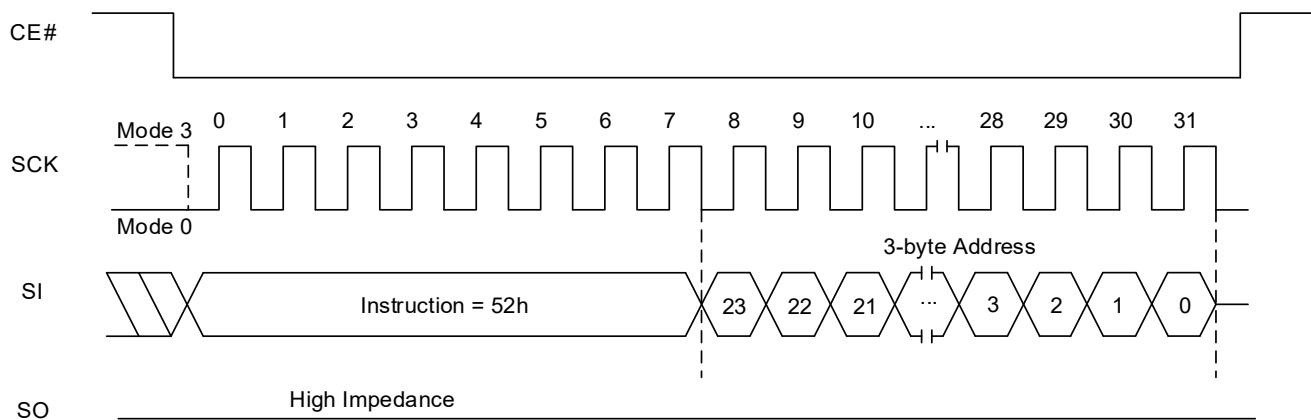 CE#
0 1 2 3 4 5 6 7 8 9 10 ... 28 29 30 31
Mode 3
SCK
Mode 0
3-byte Address
SI
Instruction = 52h 23 22 21 ... 3 2 1 0
High Impedance
SO